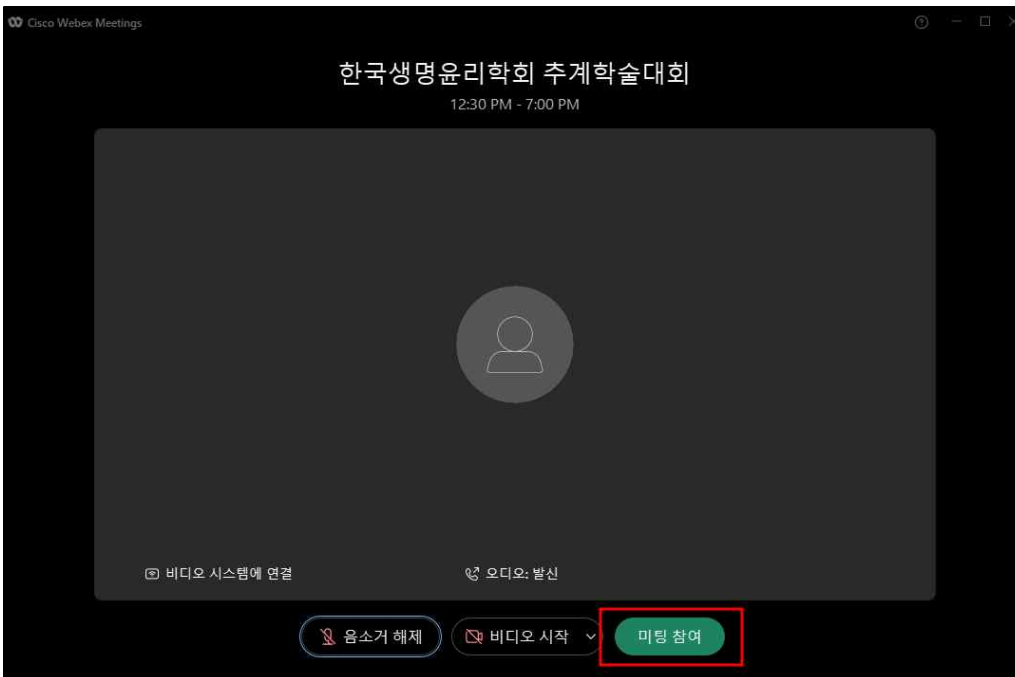 Cisco Webex Meetings
한국생명윤리학회 추계학술대회
12:30 PM - 7:00 PM
비디오 시스템에 연결
오디오: 발신
음소거 해제
비디오 시작
미팅 참여